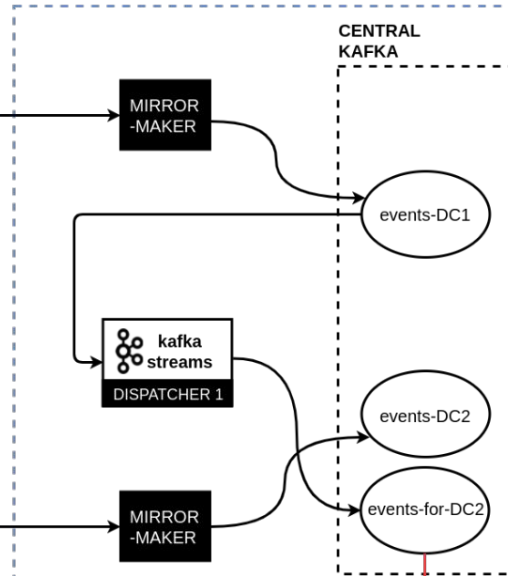 CENTRAL
KAFKA
MIRROR
-MAKER
events-DC1
kafka
streams
DISPATCHER 1
events-DC2
events-for-DC2
MIRROR
-MAKER